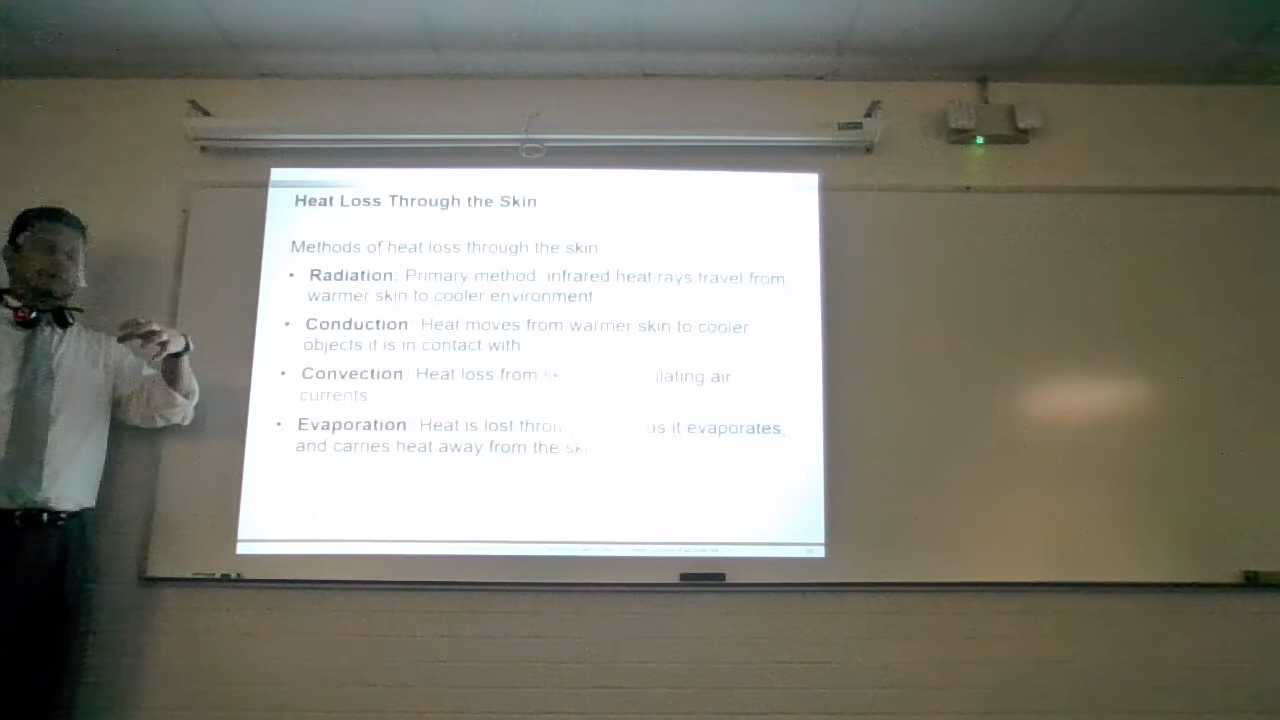 Heat Loss Through the Skin
Methods of heat loss through the skin
• Radiation: Primary method, infrared heat rays travel from
warmer skin to cooler environment
• Conduction: Heat moves from warmer skin to cooler
objects it is in contact with
• Convection: Heat loss from air
currents
• Evaporation: Heat is lost as it evaporates,
and carries heat away from the